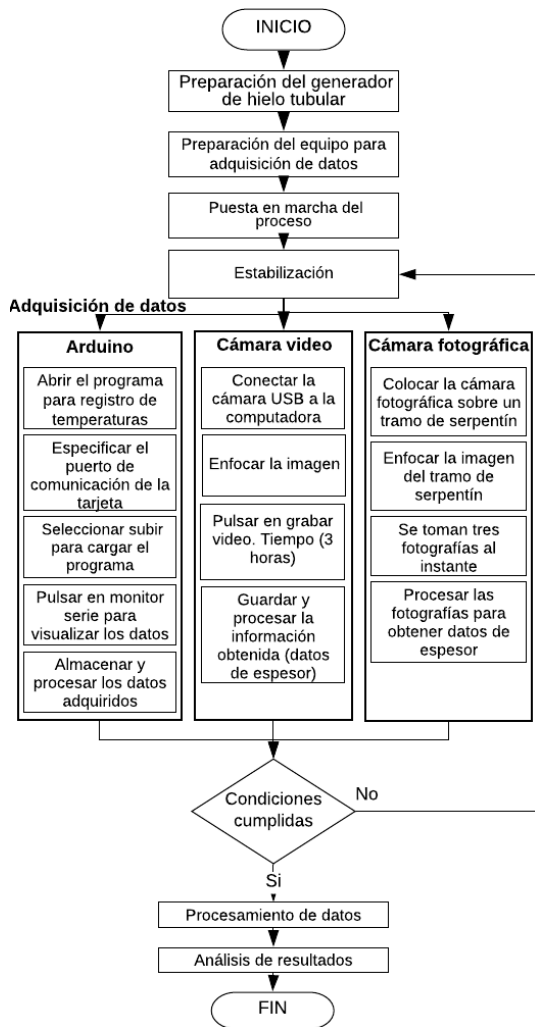 INICIO
Preparación del generador
de hielo tubular
Preparación del equipo para
adquisición de datos
Puesta en marcha del
proceso
Estabilización
Adquisición de datos
Arduino
Abrir el programa
para registro de
temperaturas
Especificar el
puerto de
comunicación de la
tarjeta
Seleccionar subir
para cargar el
programa
Pulsar en monitor
serie para
visualizar los datos
Almacenar y
procesar los datos
adquiridos
Cámara video
Conectar la
cámara USB a la
computadora
Enfocar la imagen
Pulsar en grabar
video. Tiempo (3
horas)
Guardar y
procesar la
información
obtenida (datos
de espesor)
Cámara fotográfica
Colocar la cámara
fotográfica sobre un
tramo de serpentín
Enfocar la imagen
del tramo de
serpentín
Se toman tres
fotografías al
instante
Procesar las
fotografías para
obtener datos de
espesor
Condiciones
cumplidas
No
Si
Procesamiento de datos
Análisis de resultados
FIN